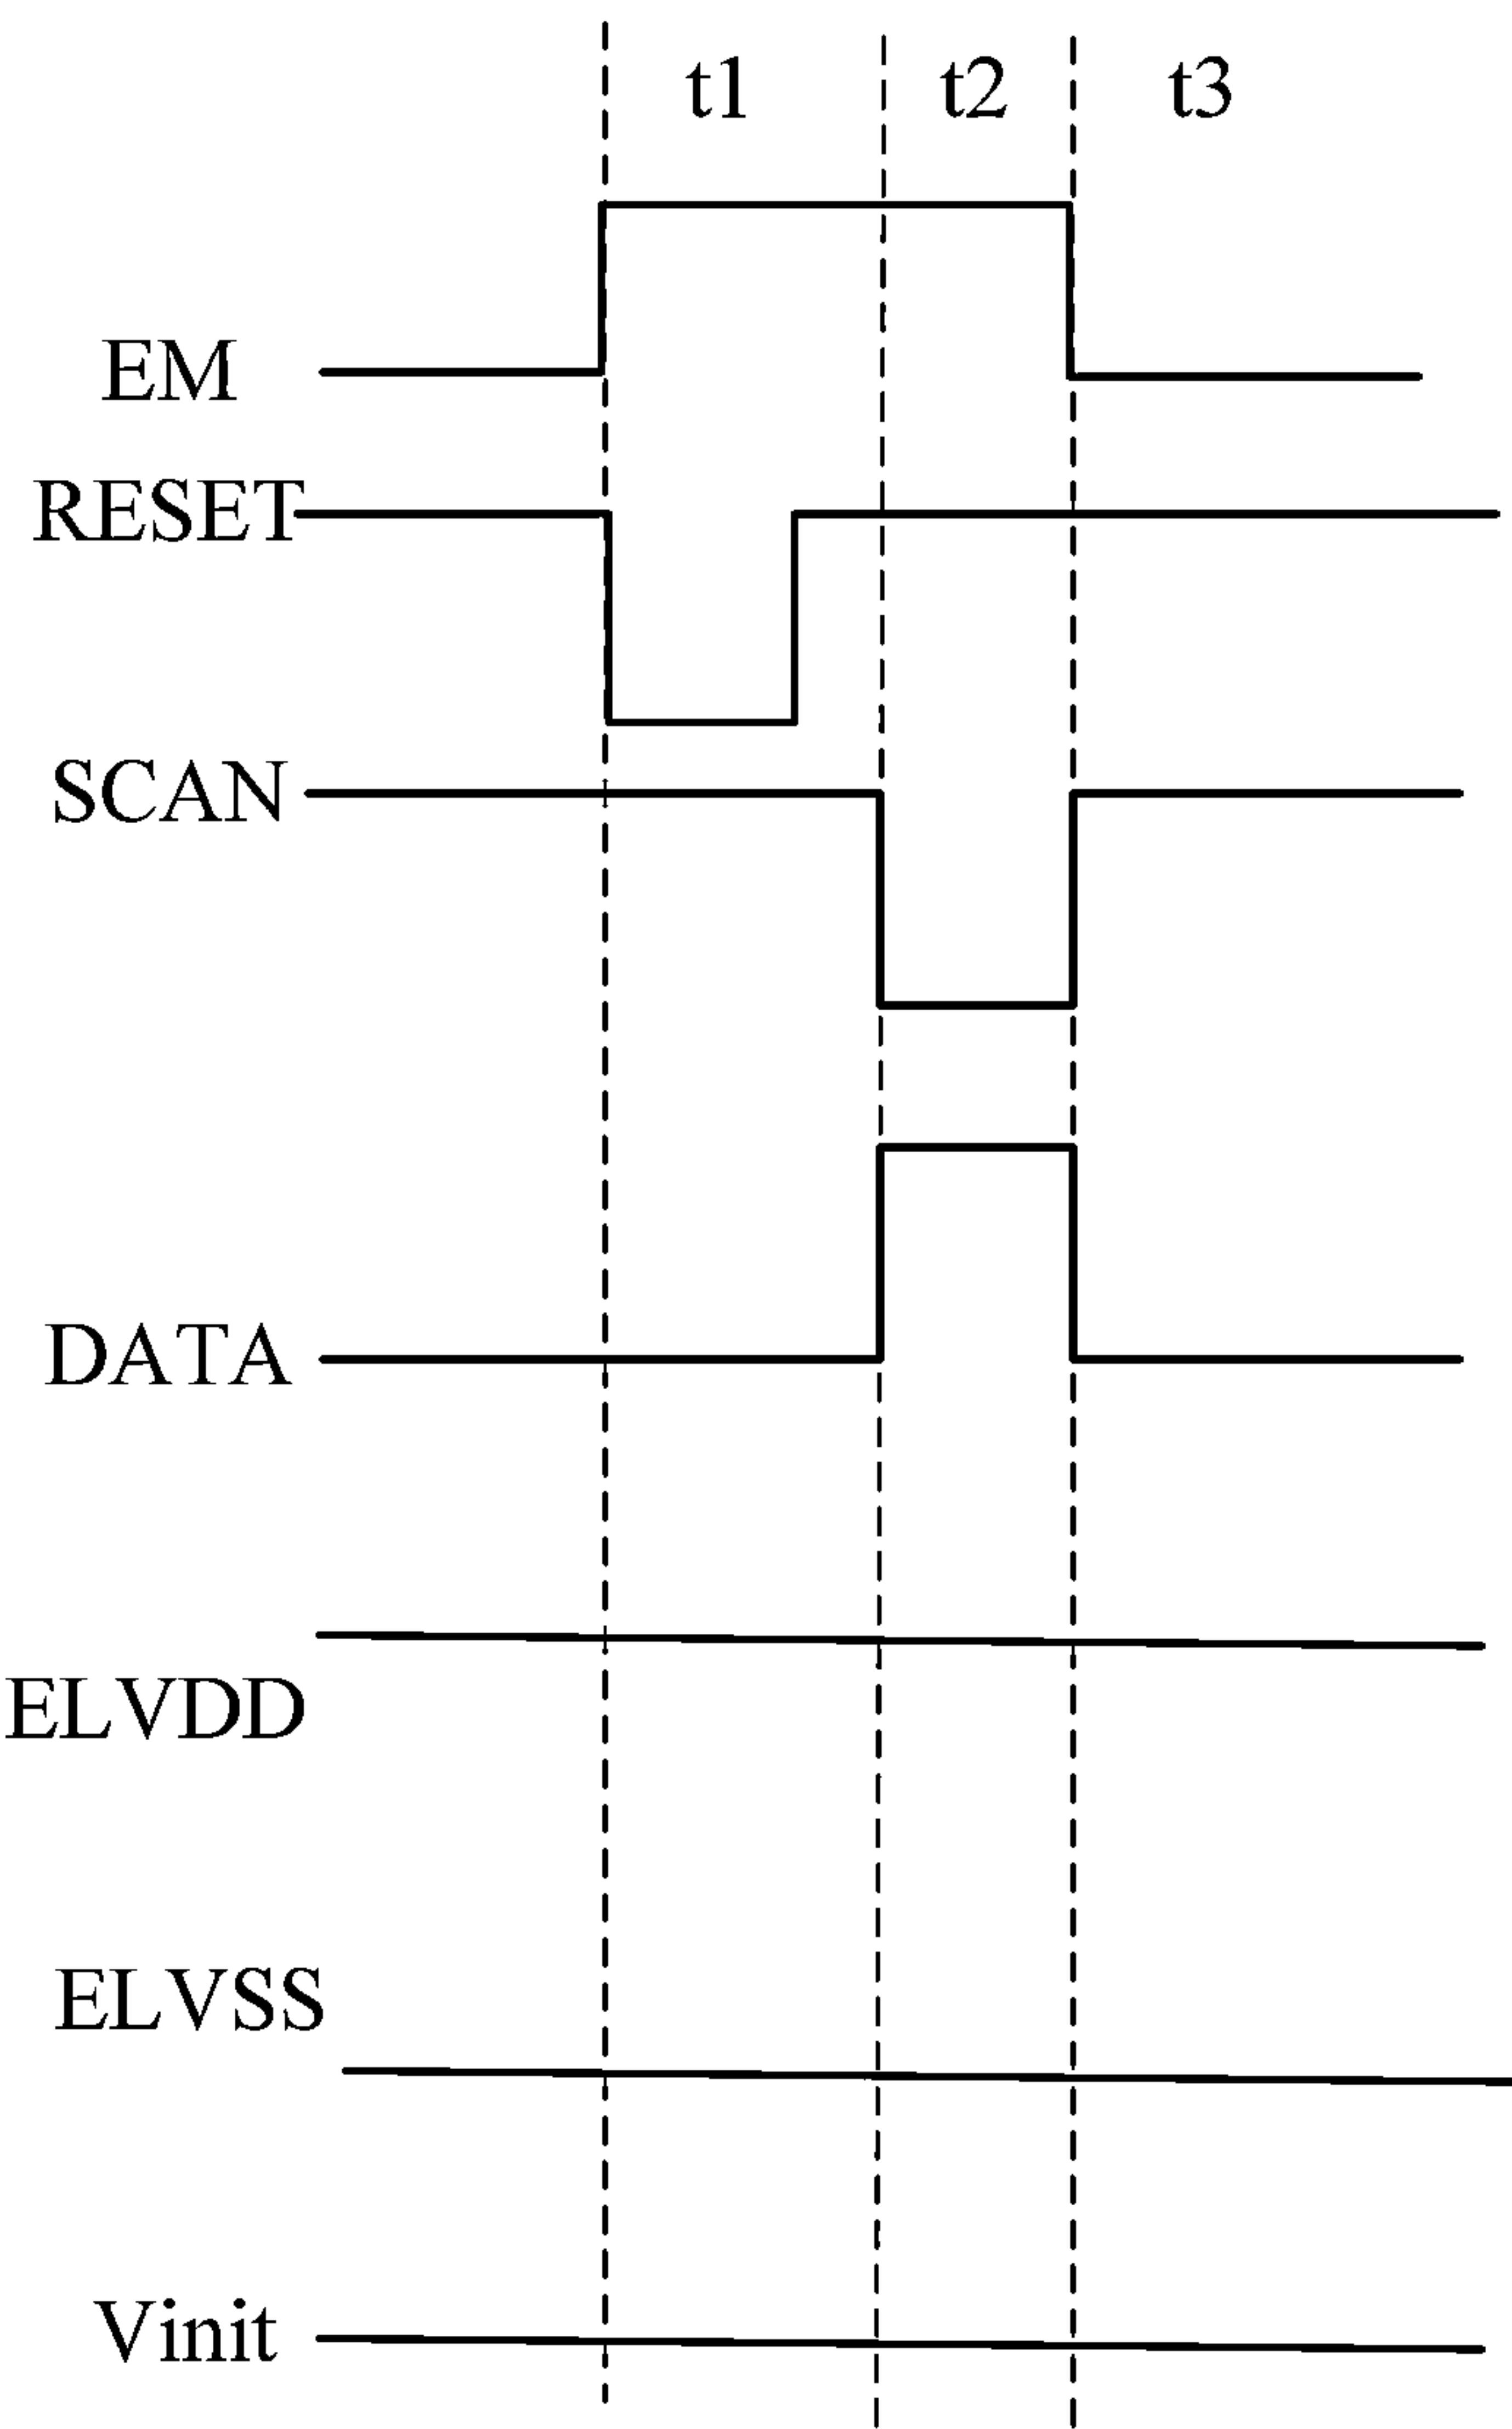 t1 t2 t3
EM
RESET
SCAN
DATA
ELVDD
ELVSS
Vinit